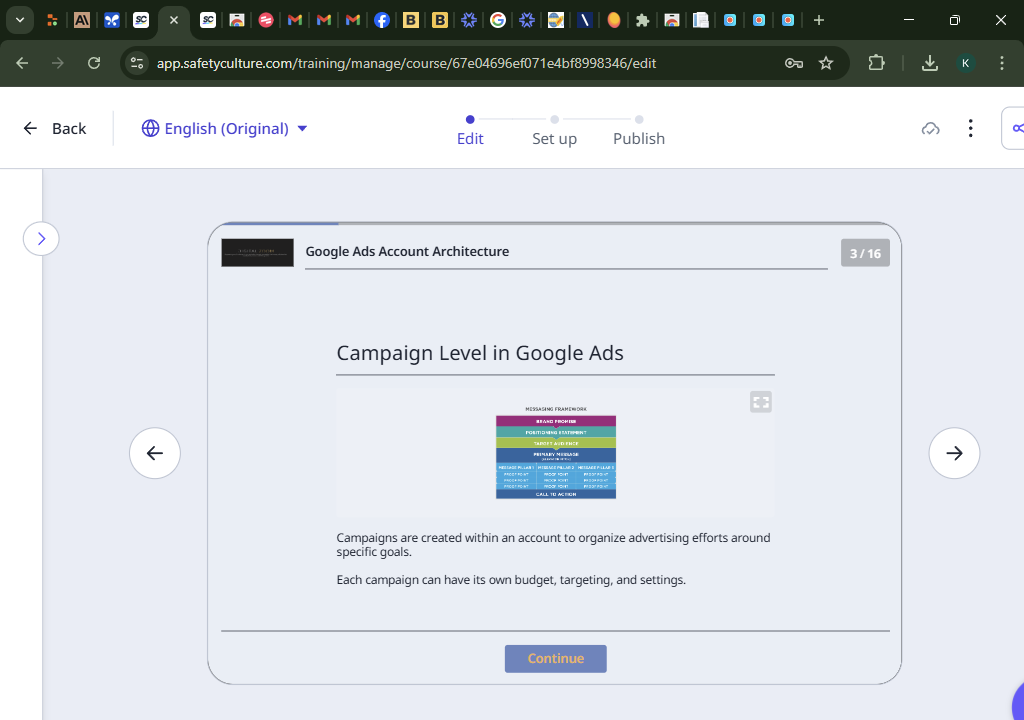 app.safetyculture.com/training/manage/course/67e04696ef071e4bf8998346/edit
K
Back
English (Original)
Edit
Set up
Publish
Google Ads Account Architecture
3 / 16
Campaign Level in Google Ads
MESSAGING FRAMEWORK
BRAND PROMISE
POSITIONING STATEMENT
TARGET AUDIENCE
PRIMARY MESSAGE
MESSAGE PILLAR 1 MESSAGE PILLAR 2 MESSAGE PILLAR 3
PROOF POINT PROOF POINT PROOF POINT
PROOF POINT PROOF POINT PROOF POINT
PROOF POINT PROOF POINT PROOF POINT
CALL TO ACTION
Campaigns are created within an account to organize advertising efforts around
specific goals.
Each campaign can have its own budget, targeting, and settings.
Continue